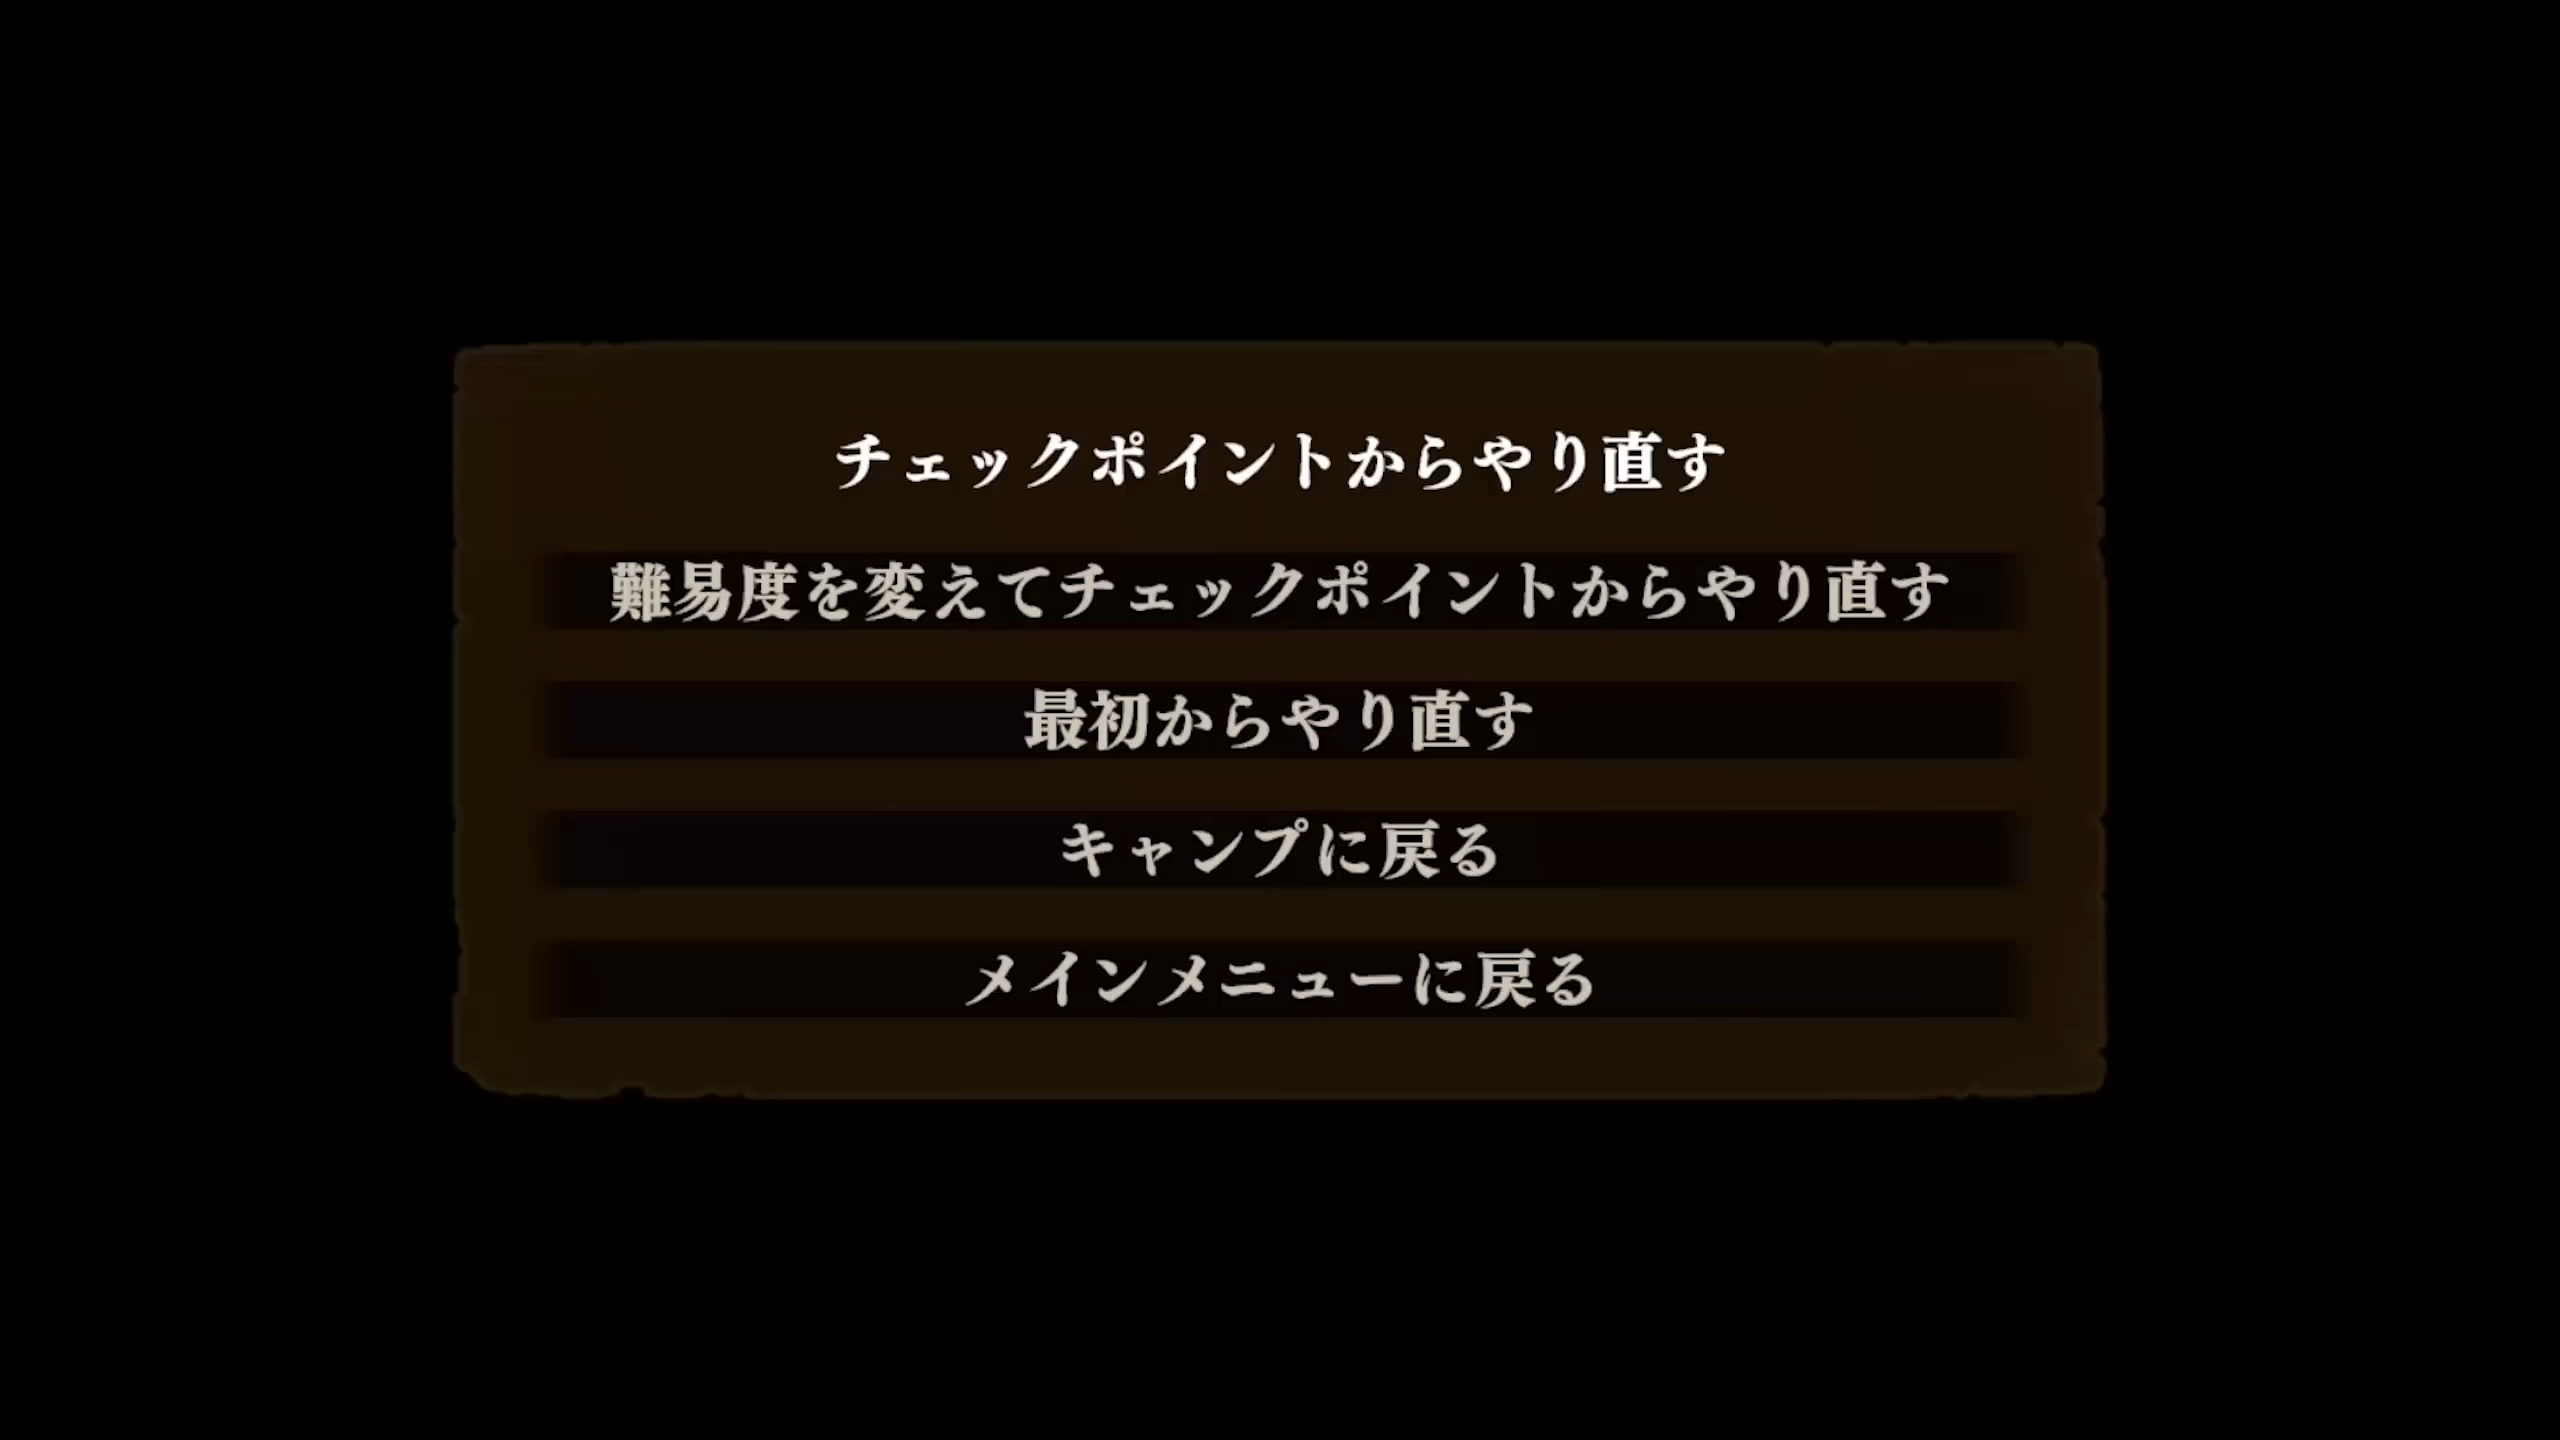 チェックポイントからやり直す
難易度を変えてチェックポイントからやり直す
最初からやり直す
キャンプに戻る
メインメニューに戻る